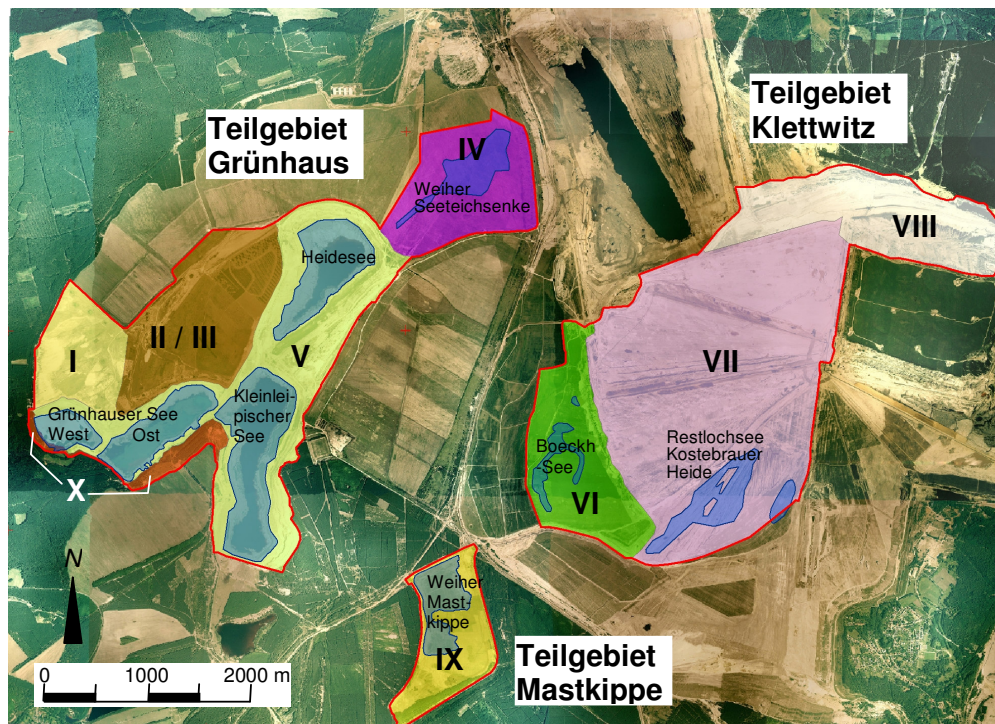 Teilgebiet
Grünhaus
Teilgebiet
Klettwitz
IV
Weiher
Seeteichsenke
VIII
Heidesee
I
II / III
V
VII
Grünhauser See
West
Ost
Kleinlei-
pischer
See
Boeckh
See
VI
Restlochsee
Kostebrauer
Heide
X
N
Weiher
Mast-
kippe
IX
Teilgebiet
Mastkippe
0 1000 2000 m